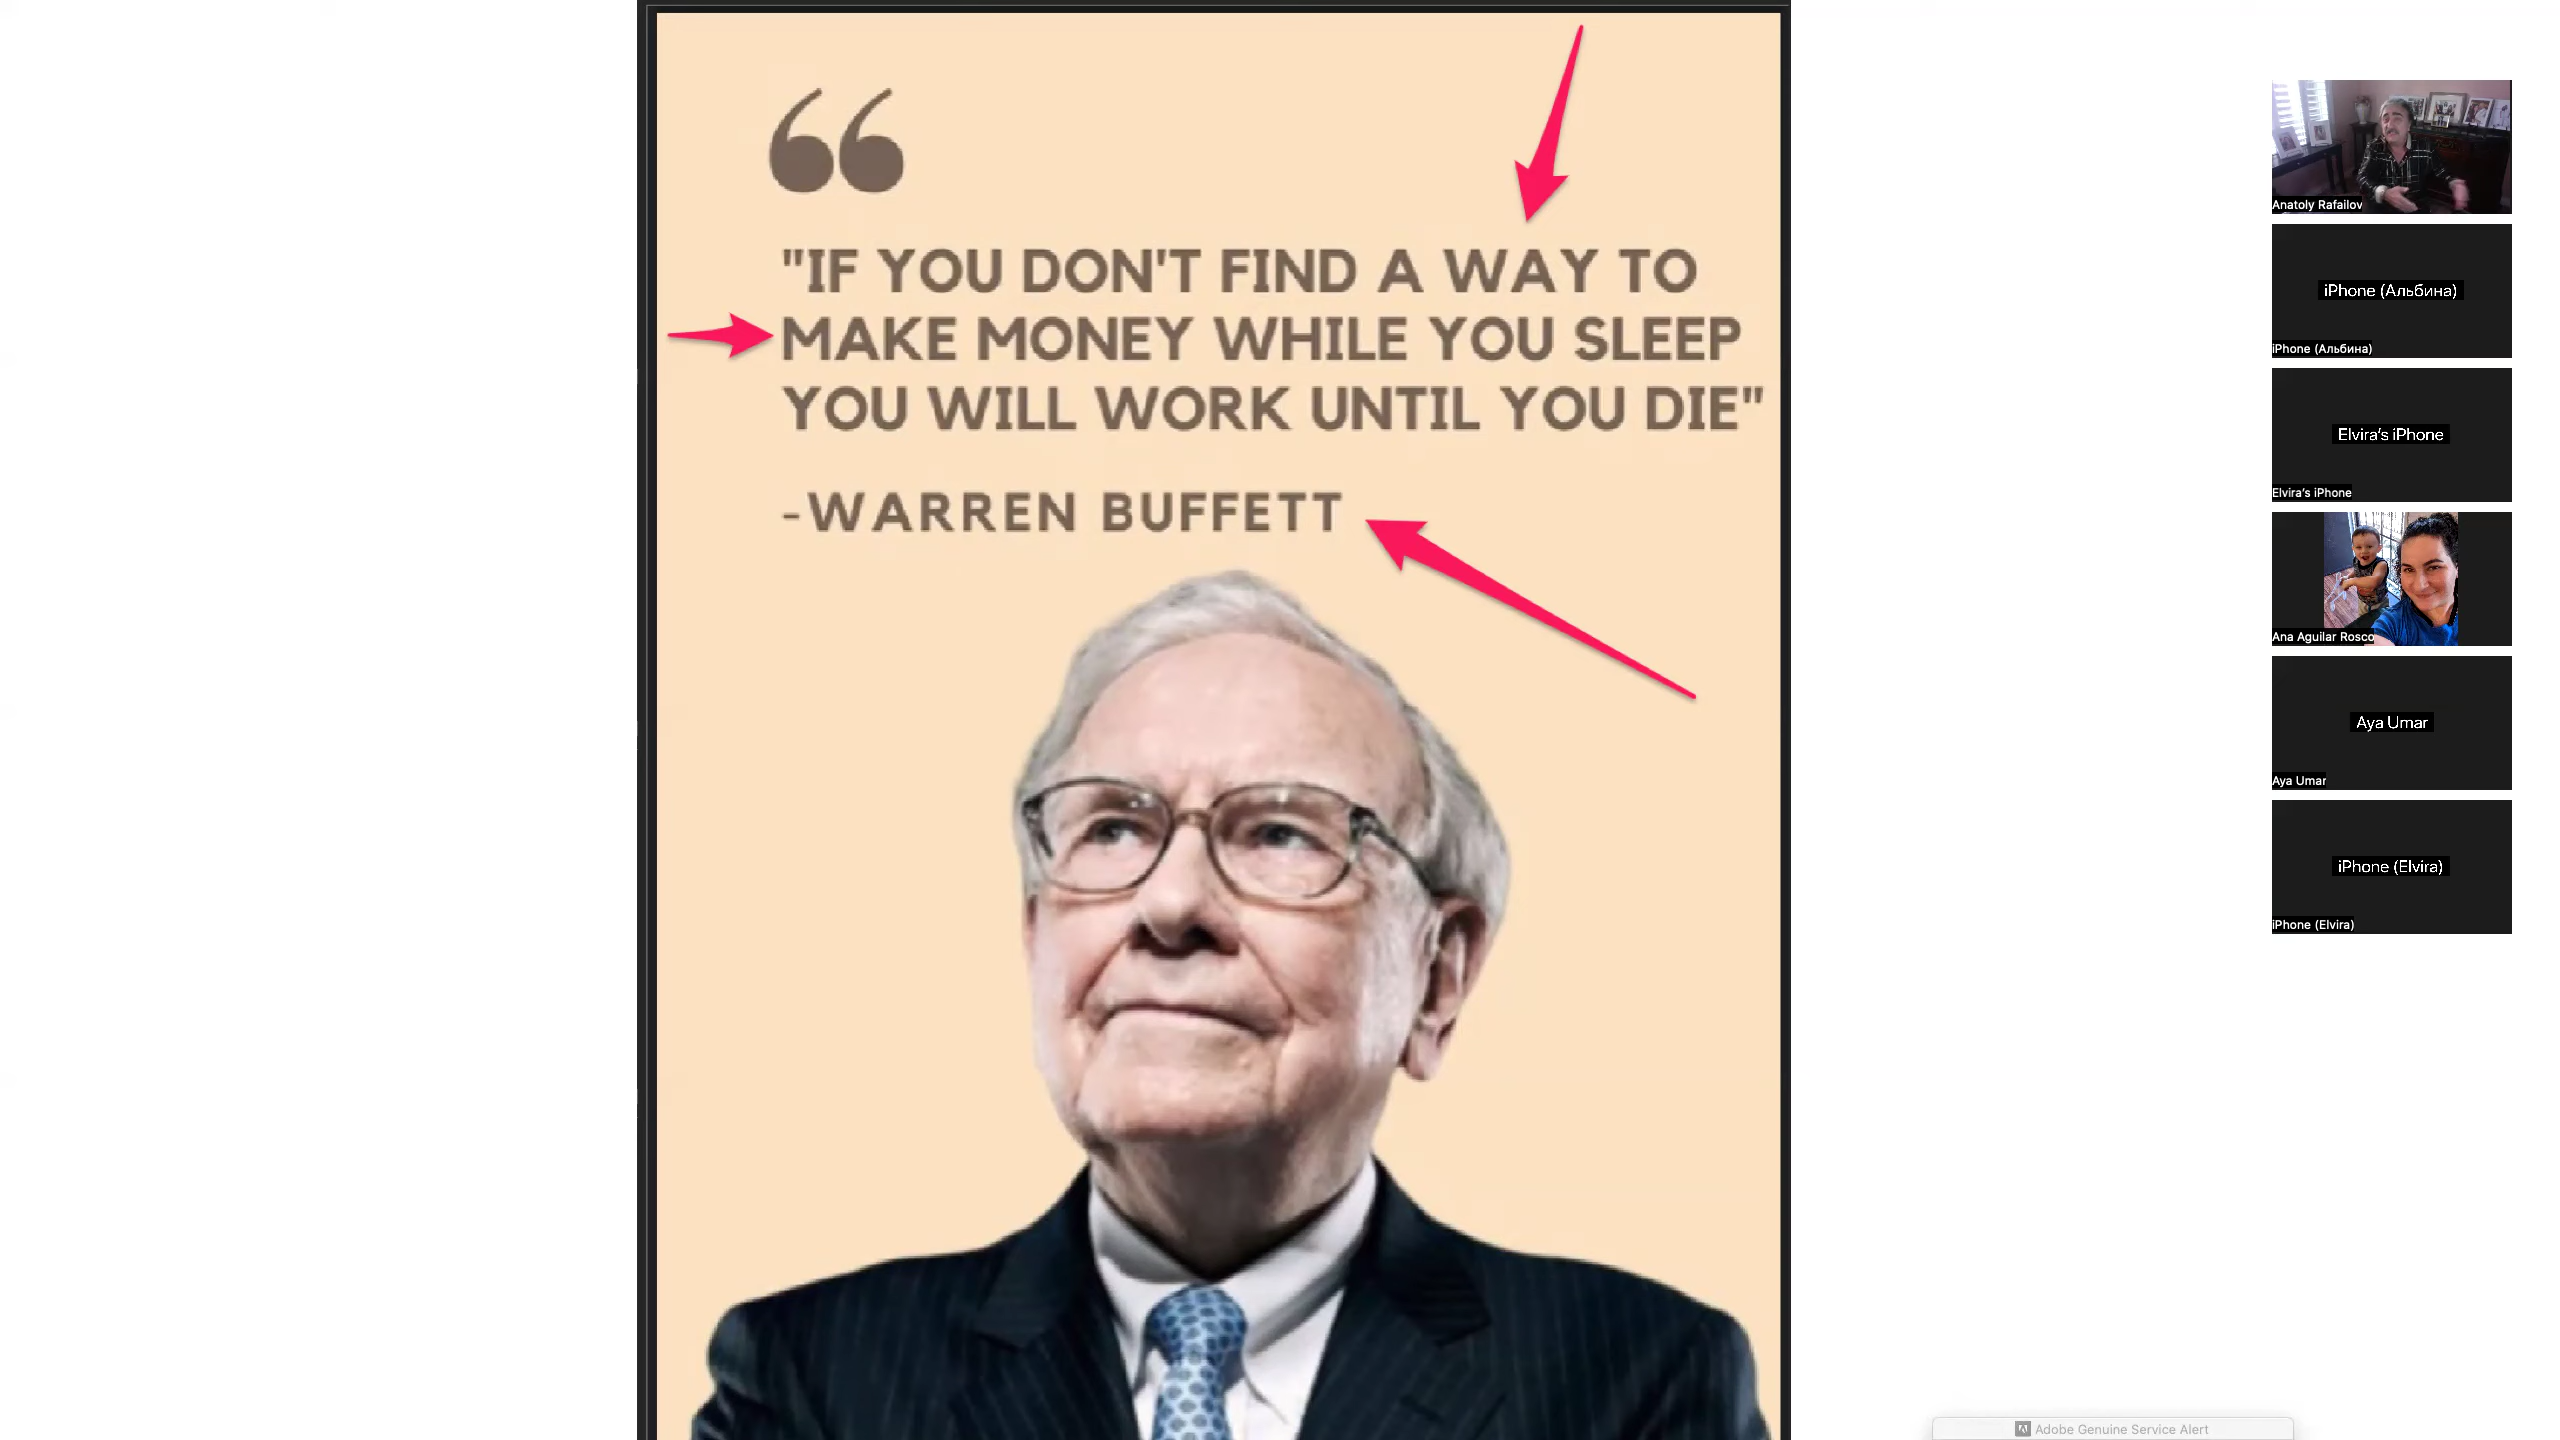 "IF YOU DON'T FIND A WAY TO
MAKE MONEY WHILE YOU SLEEP
YOU WILL WORK UNTIL YOU DIE"
-WARREN BUFFETT
Anatoly Rafailov
iPhone (Альбина)
iPhone (Альбина)
Elvira's iPhone
Elvira's iPhone
Ana Aguilar Rosco
Aya Umar
Aya Umar
iPhone (Elvira)
iPhone (Elvira)
Adobe Genuine Service Alert